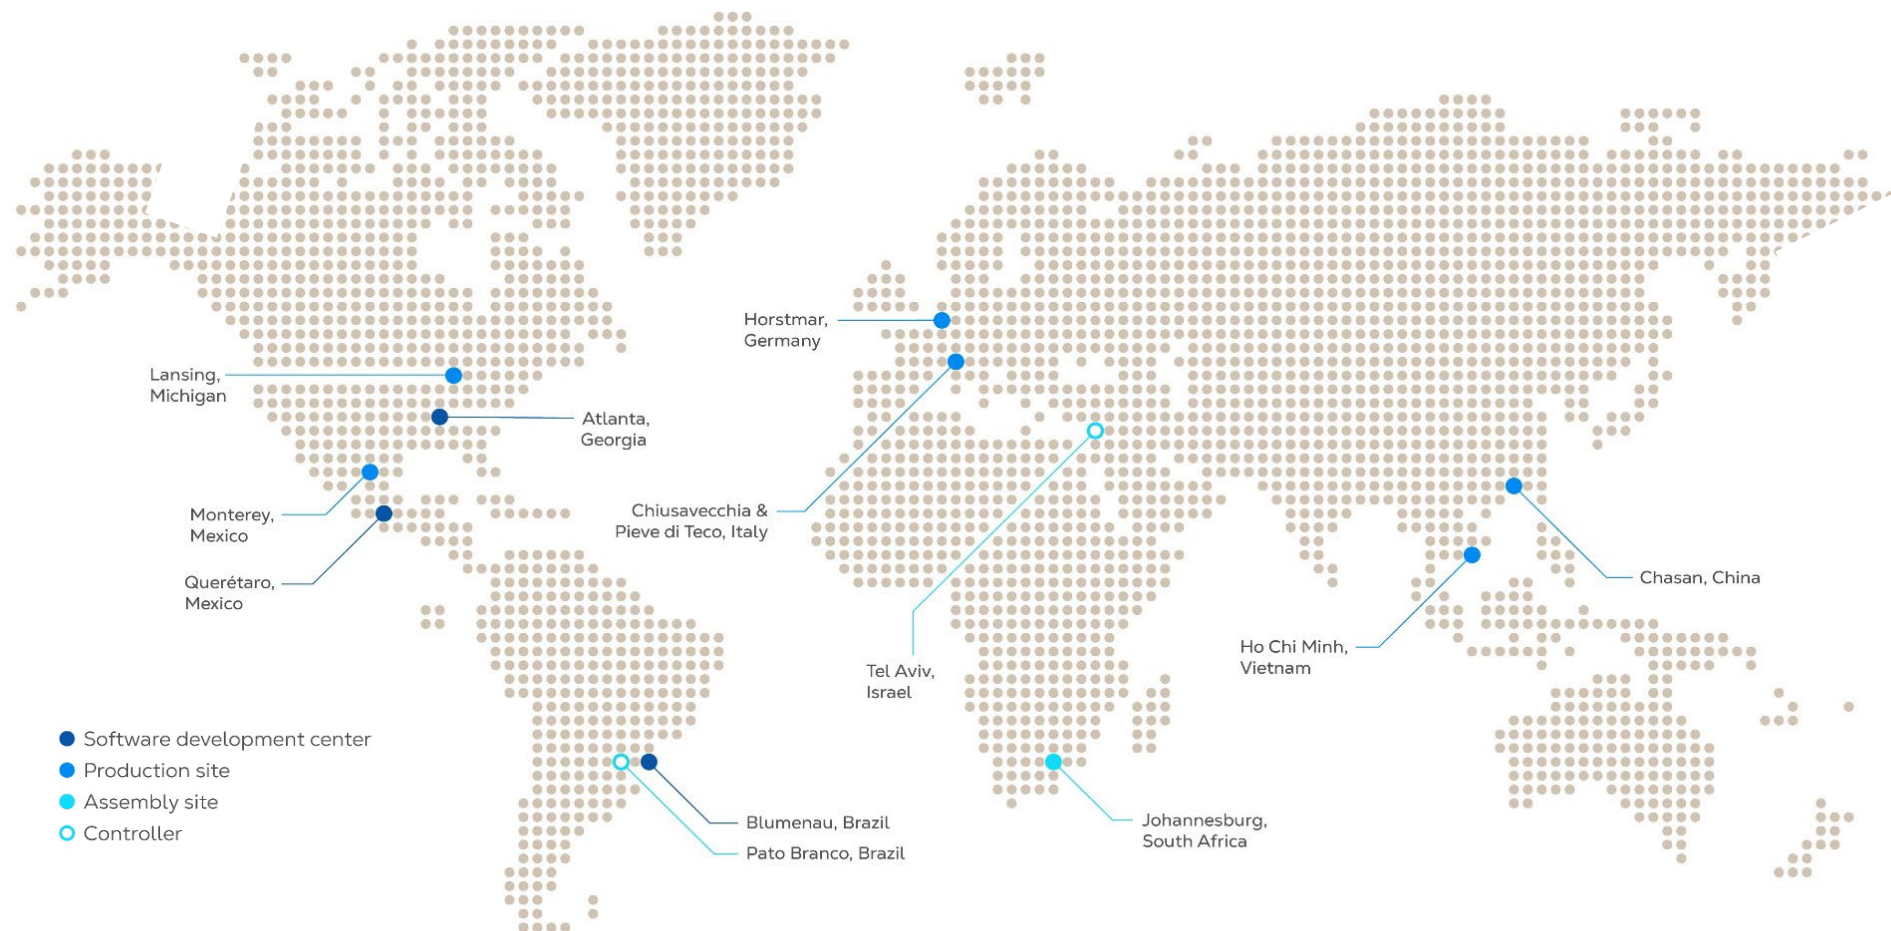 Horstmar,
Germany
Lansing,
Michigan
Atlanta,
Georgia
Monterey,
Mexico
Chiusavecchia &
Pieve di Teco, Italy
Querétaro,
Mexico
Chasan, China
Ho Chi Minh,
Vietnam
Tel Aviv,
Israel
Software development center
Production site
Assembly site
Controller
Blumenau, Brazil
Pato Branco, Brazil
Johannesburg,
South Africa